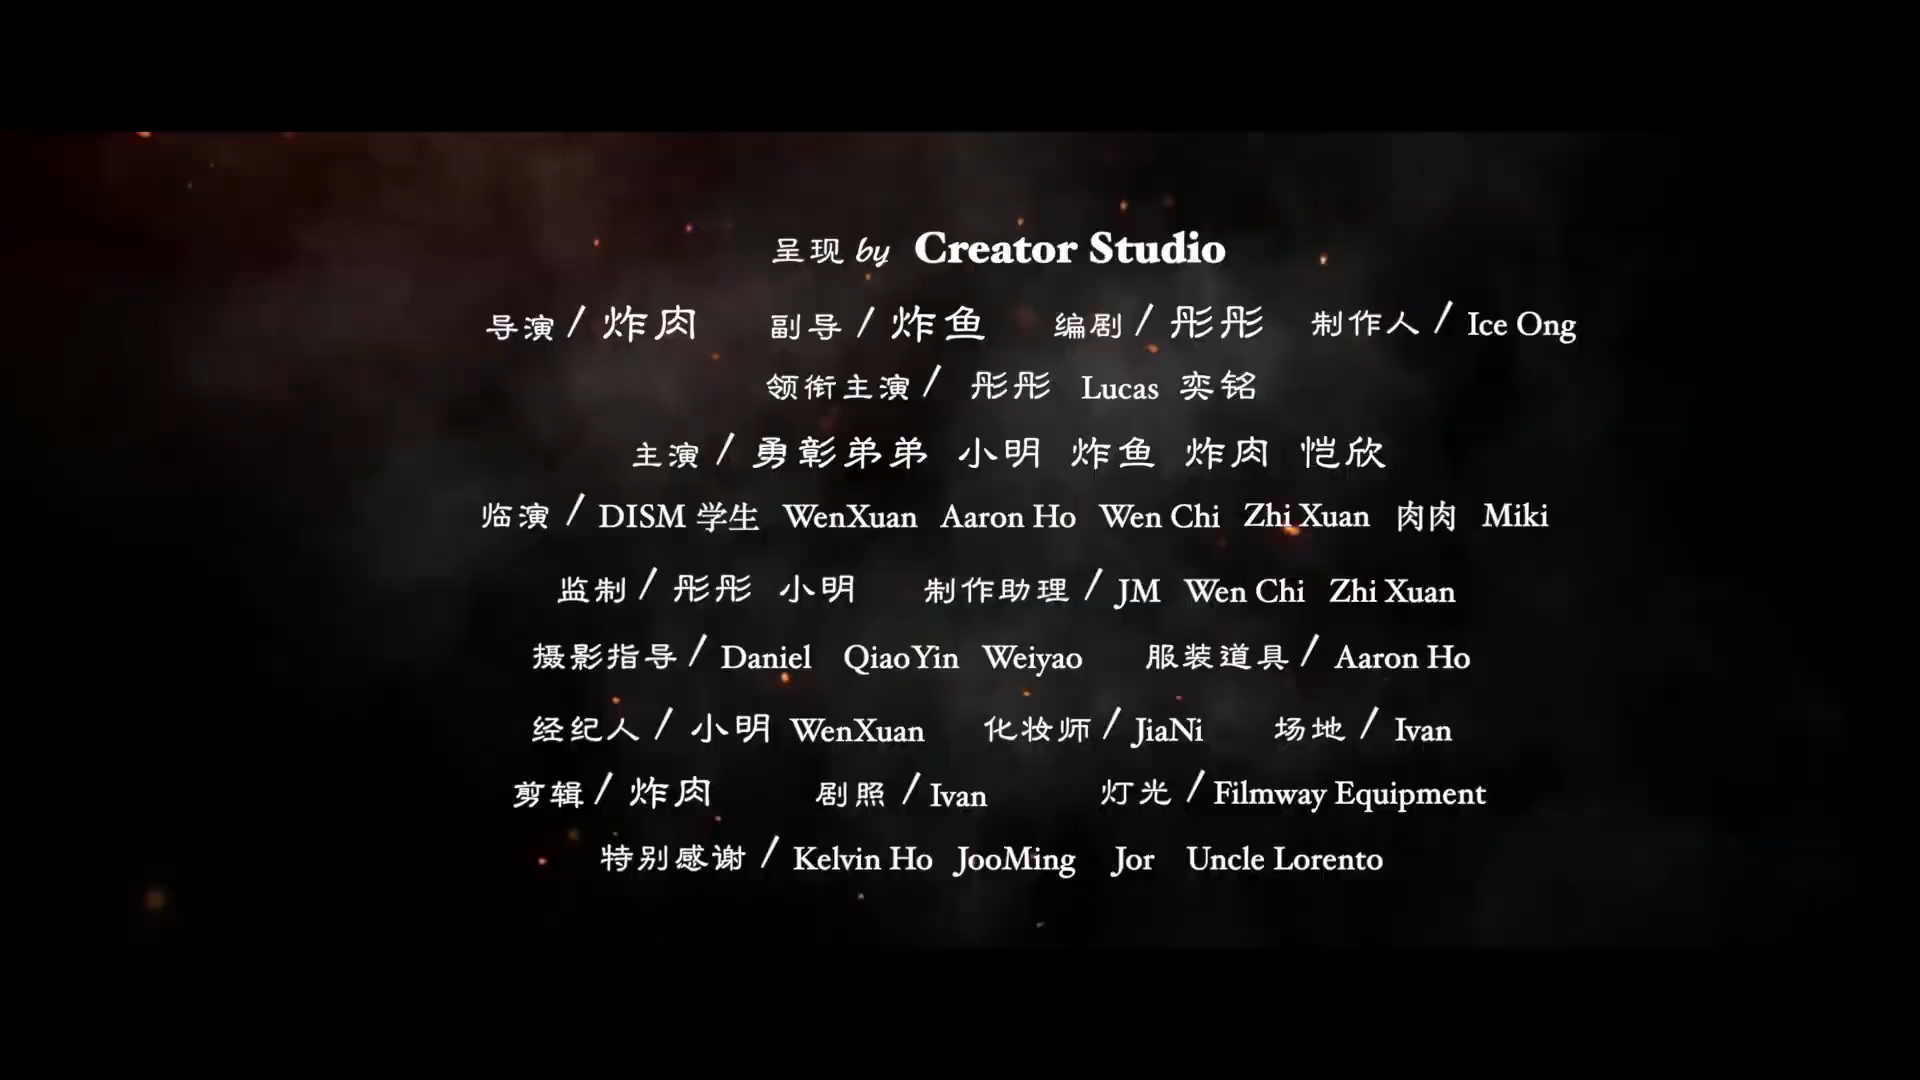 呈现 by Creator Studio
导演 / 炸肉 副导 / 炸鱼 编剧 / 彤彤 制作人 / Ice Ong
领衔主演 / 彤彤 Lucas 奕铭
主演 / 勇彰弟弟 小明 炸鱼 炸肉 恺欣
临演 / DISM 学生 WenXuan Aaron Ho Wen Chi Zhi Xuan 肉肉 Miki
监制 / 彤彤 小明 制作助理 / JM Wen Chi Zhi Xuan
摄影指导 / Daniel QiaoYin Weiyao 服装道具 / Aaron Ho
经纪人 / 小明 WenXuan 化妆师 / JiaNi 场地 / Ivan
剪辑 / 炸肉 剧照 / Ivan 灯光 / Filmway Equipment
特别感谢 / Kelvin Ho JooMing Jor Uncle Lorento